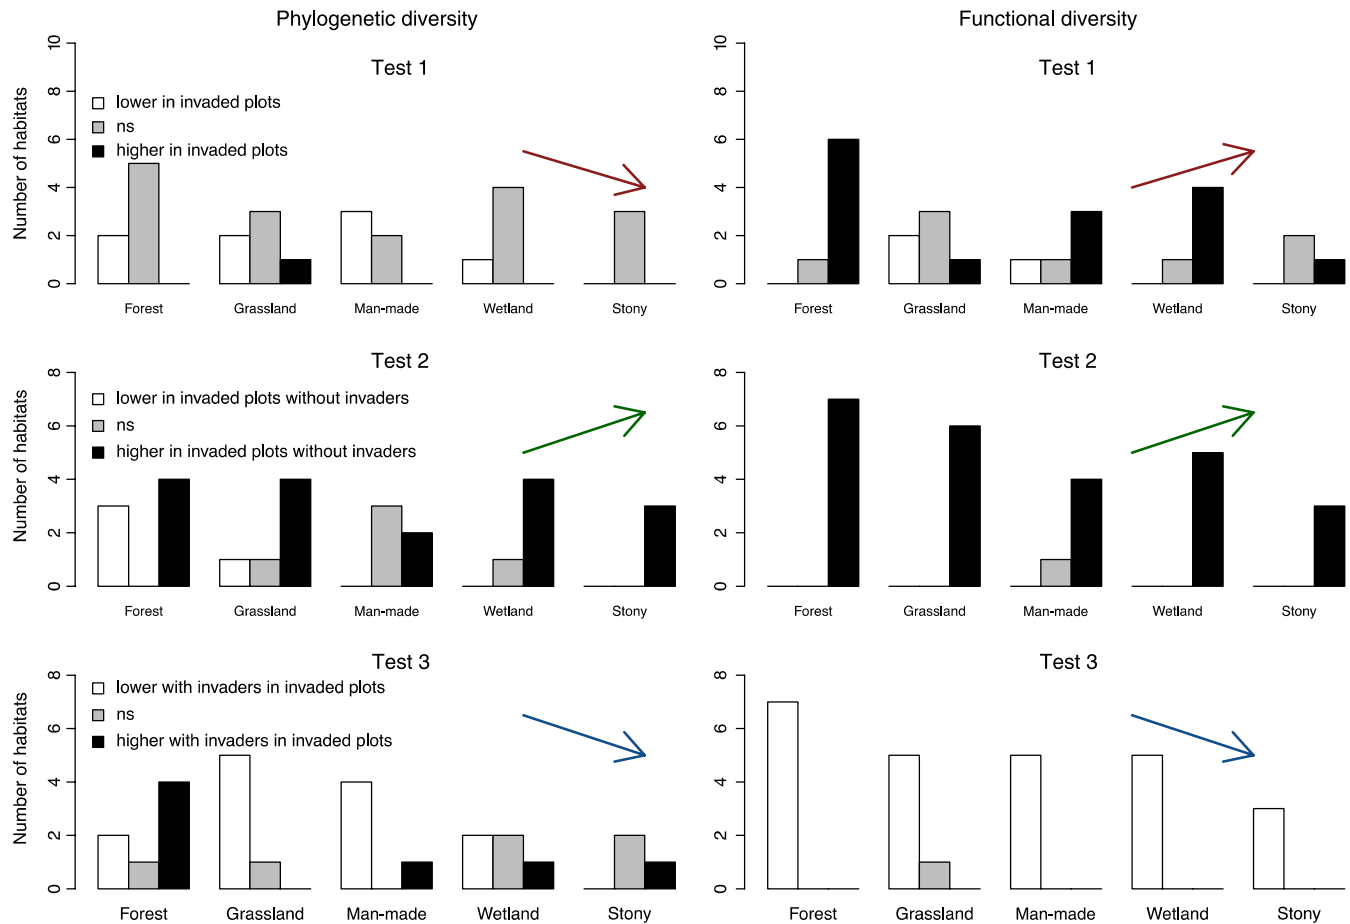 Phylogenetic diversity
Functional diversity
Test 1
Number of habitats
0 2 4 6 8 10
lower in invaded plots
ns
higher in invaded plots
Forest Grassland Man-made Wetland Stony
Test 1
0 2 4 6 8 10
Forest Grassland Man-made Wetland Stony
Test 2
Number of habitats
0 2 4 6 8
lower in invaded plots without invaders
ns
higher in invaded plots without invaders
Forest Grassland Man-made Wetland Stony
Test 2
0 2 4 6 8
Forest Grassland Man-made Wetland Stony
Test 3
Number of habitats
0 2 4 6 8
lower with invaders in invaded plots
ns
higher with invaders in invaded plots
Forest Grassland Man-made Wetland Stony
Test 3
0 2 4 6 8
Forest Grassland Man-made Wetland Stony